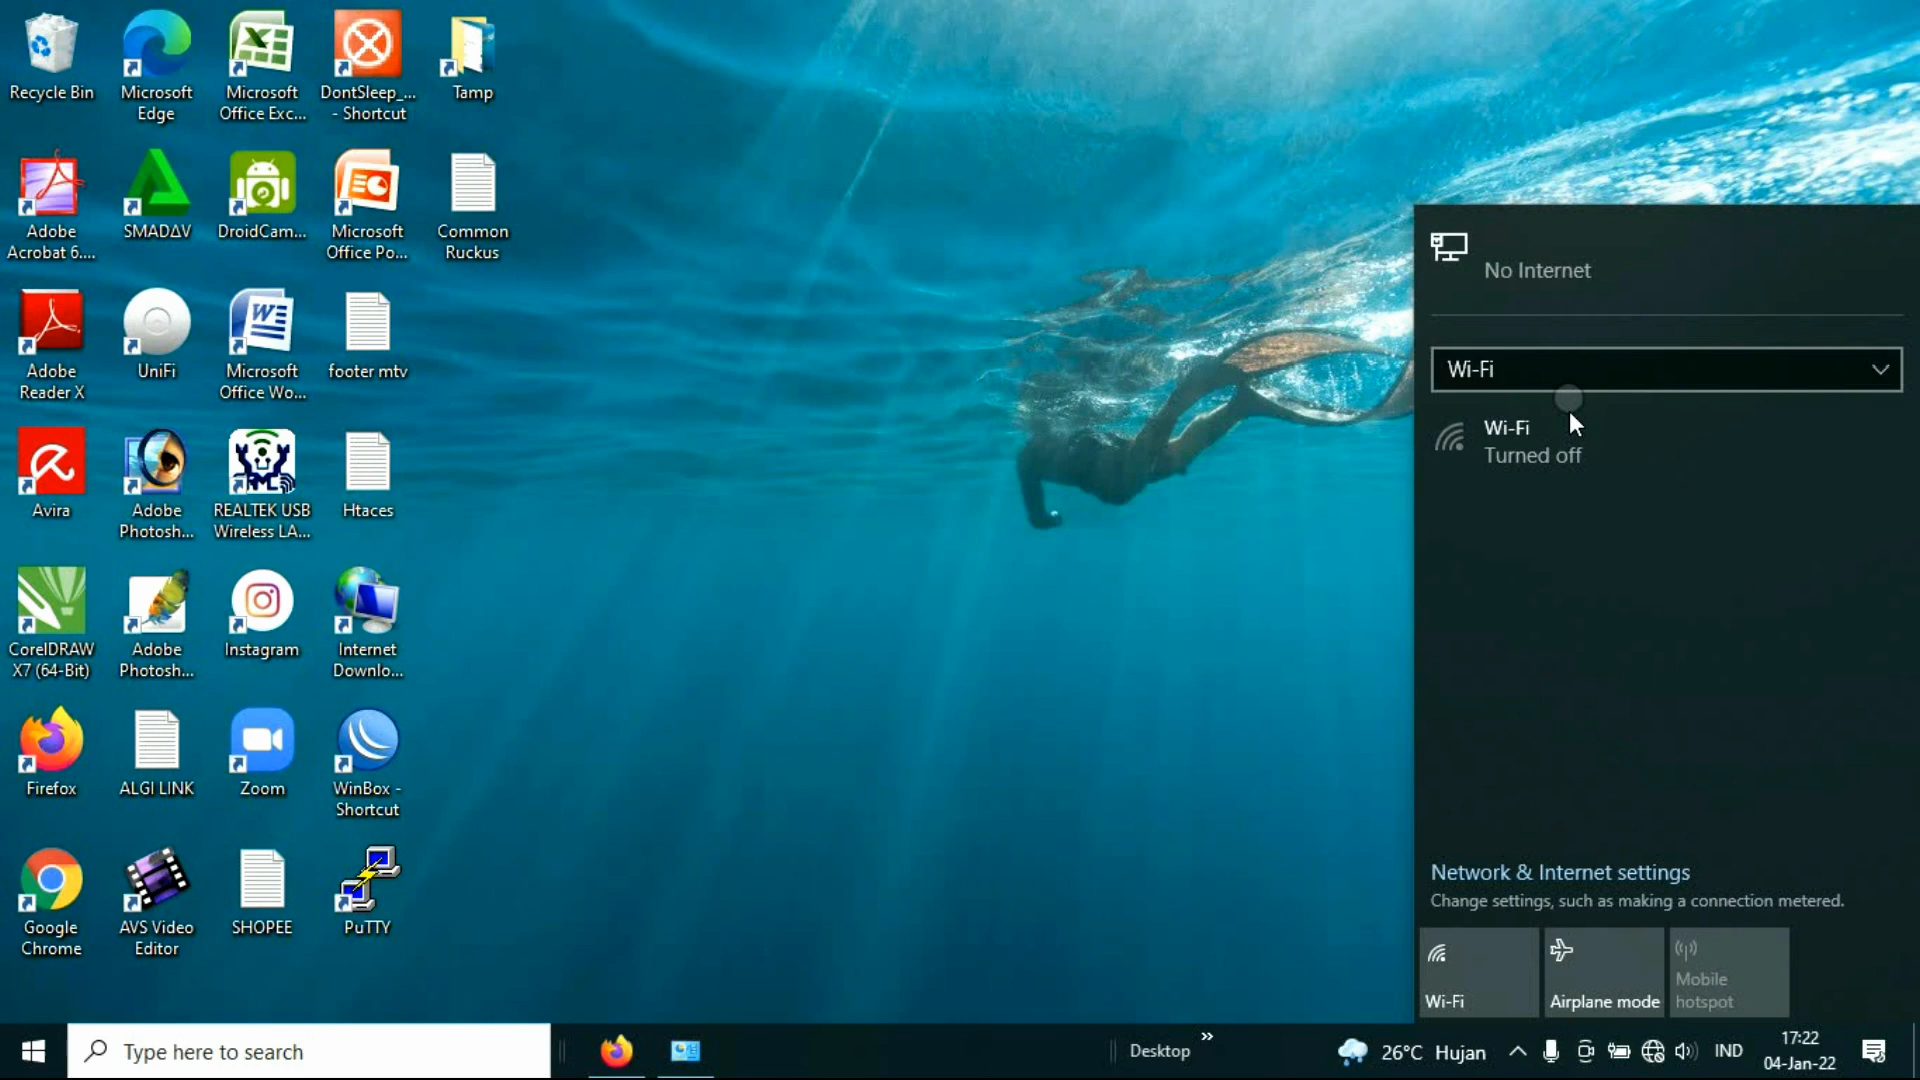 Recycle Bin
Microsoft
Edge
Microsoft
Office Exc...
DontSleep_...
- Shortcut
Tamp
Adobe
Acrobat 6....
SMADΔV
DroidCam...
Microsoft
Office Po...
Common
Ruckus
Adobe
Reader X
UniFi
Microsoft
Office Wo...
footer mtv
Avira
Adobe
Photosh...
REALTEK USB
Wireless LA...
Htaces
CorelDRAW
X7 (64-Bit)
Adobe
Photosh...
Instagram
Internet
Downlo...
Firefox
ALGI LINK
Zoom
WinBox -
Shortcut
Google
Chrome
AVS Video
Editor
SHOPEE
PuTTY
No Internet
Wi-Fi
Wi-Fi
Turned off
Network & Internet settings
Change settings, such as making a connection metered.
Wi-Fi
Airplane mode
Mobile
hotspot
Type here to search
Desktop
26°C Hujan
IND
17:22
04-Jan-22